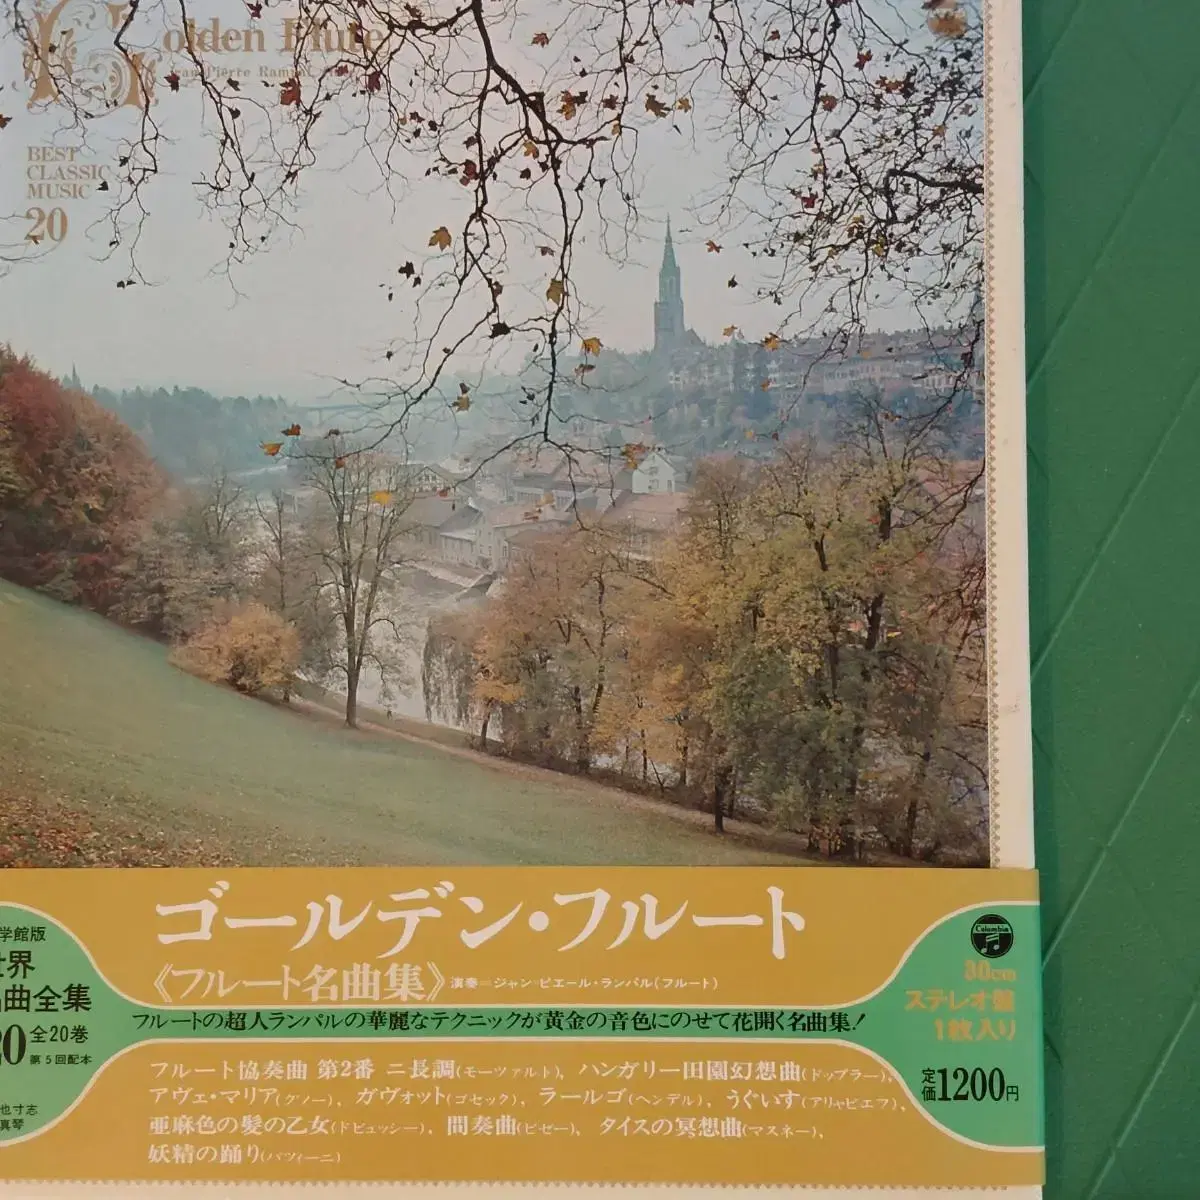 Golden Flute
Jean-Pierre Rampal,
BEST
CLASSIC
MUSIC
20
ゴールデン・フルート
《フルート名曲集》演奏=ジャン=ピエール・ランパル(フルート)
フルートの超人ランパルの華麗なテクニックが黄金の音色にのせて花開く名曲集!
フルート協奏曲 第2番 ニ長調(モーツァルト)、ハンガリー田園幻想曲(ドップラー)、
アヴェ・マリア(グノー)、ガヴォット(ゴセック)、ラールゴ(ヘンデル)、うぐいす(アリャビエフ)、
亜麻色の髪の乙女(ドビュッシー)、間奏曲(ビゼー)、タイスの冥想曲(マスネー)、
妖精の踊り(バツィーニ)
学館版
世界
名曲全集
20 全20巻
第5回配本
也寸志
真琴
Columbia
30cm
ステレオ盤
1枚入り
定価1200円